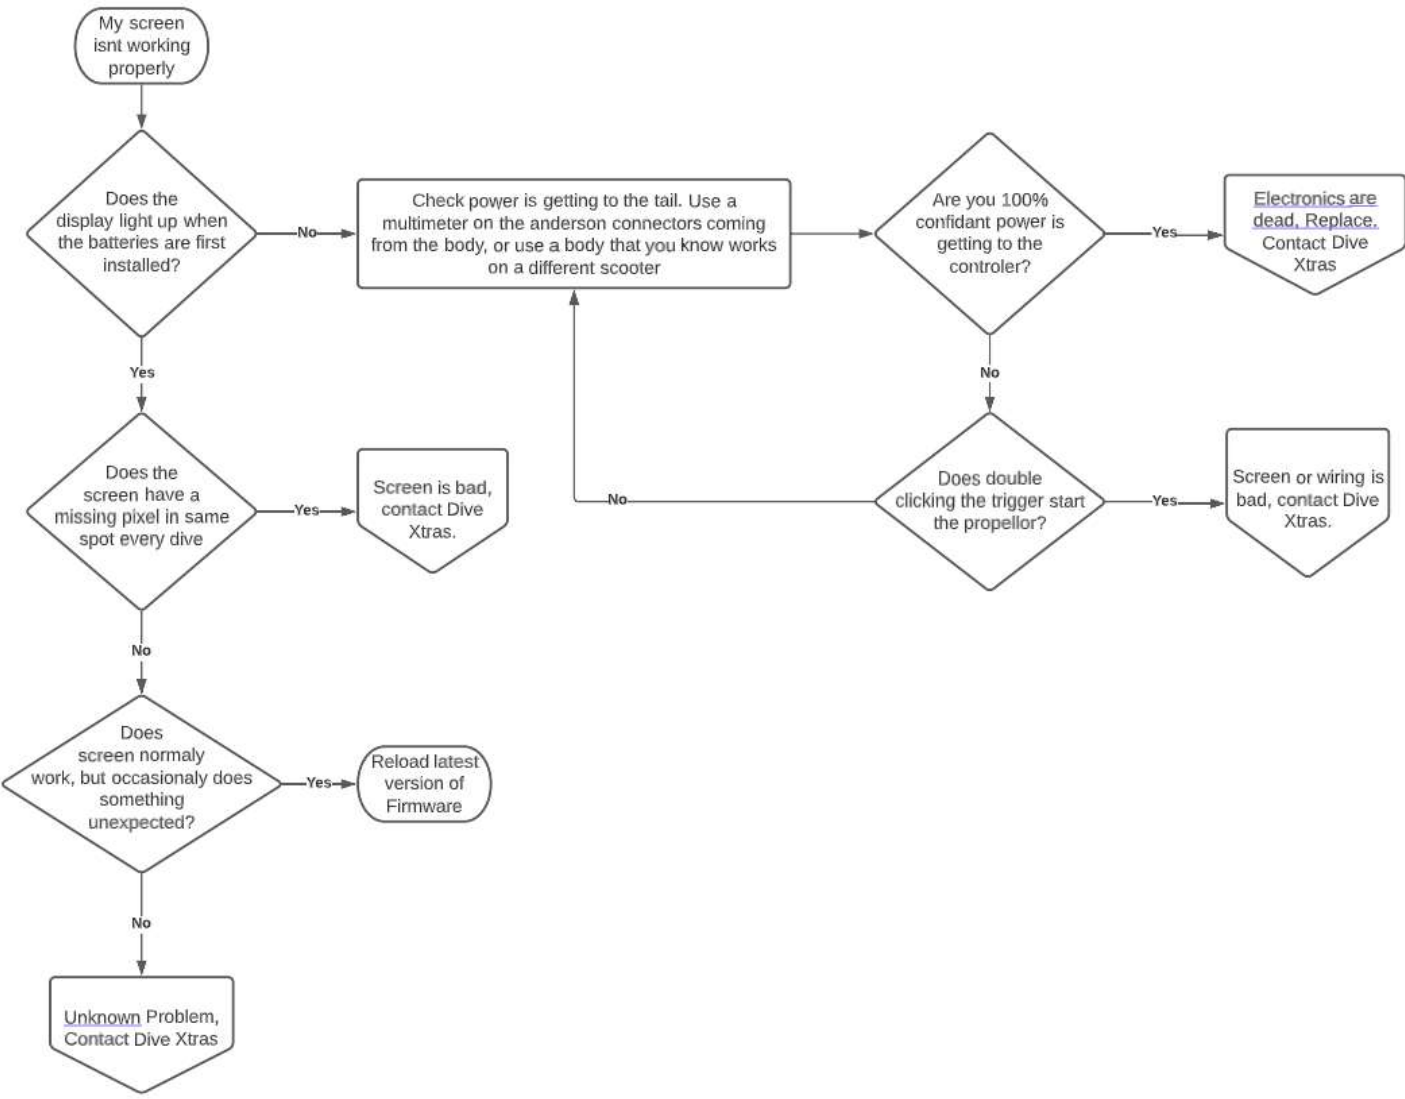 My screen
isnt working
properly
Does the
display light up when
the batteries are first
installed?
No
Check power is getting to the tail. Use a
multimeter on the anderson connectors coming
from the body, or use a body that you know works
on a different scooter
Are you 100%
confidant power is
getting to the
controler?
Yes
Electronics are
dead, Replace.
Contact Dive
Xtras
Yes
No
Does the
screen have a
missing pixel in same
spot every dive
Yes
Screen is bad,
contact Dive
Xtras.
No
Does double
clicking the trigger start
the propellor?
Yes
Screen or wiring is
bad, contact Dive
Xtras.
No
Does
screen normaly
work, but occasionaly does
something
unexpected?
Yes
Reload latest
version of
Firmware
No
Unknown Problem,
Contact Dive Xtras